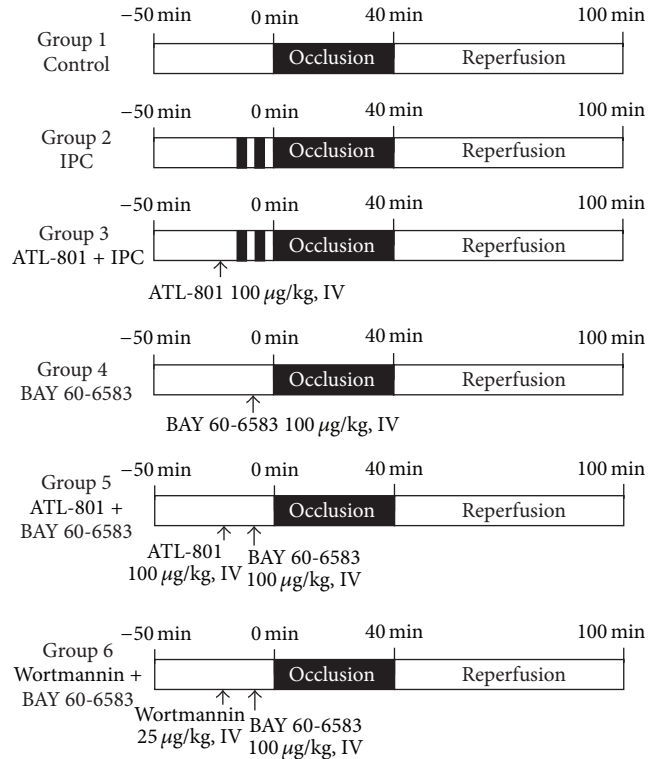 −50 min 0 min 40 min 100 min
Group 1
Control
Occlusion Reperfusion
−50 min 0 min 40 min 100 min
Group 2
IPC
Occlusion Reperfusion
−50 min 0 min 40 min 100 min
Group 3
ATL-801 + IPC
Occlusion Reperfusion
ATL-801 100 μg/kg, IV
−50 min 0 min 40 min 100 min
Group 4
BAY 60-6583
Occlusion Reperfusion
BAY 60-6583 100 μg/kg, IV
−50 min 0 min 40 min 100 min
Group 5
ATL-801 +
BAY 60-6583
Occlusion Reperfusion
ATL-801
100 μg/kg, IV
BAY 60-6583
100 μg/kg, IV
−50 min 0 min 40 min 100 min
Group 6
Wortmannin +
BAY 60-6583
Occlusion Reperfusion
Wortmannin
25 μg/kg, IV
BAY 60-6583
100 μg/kg, IV